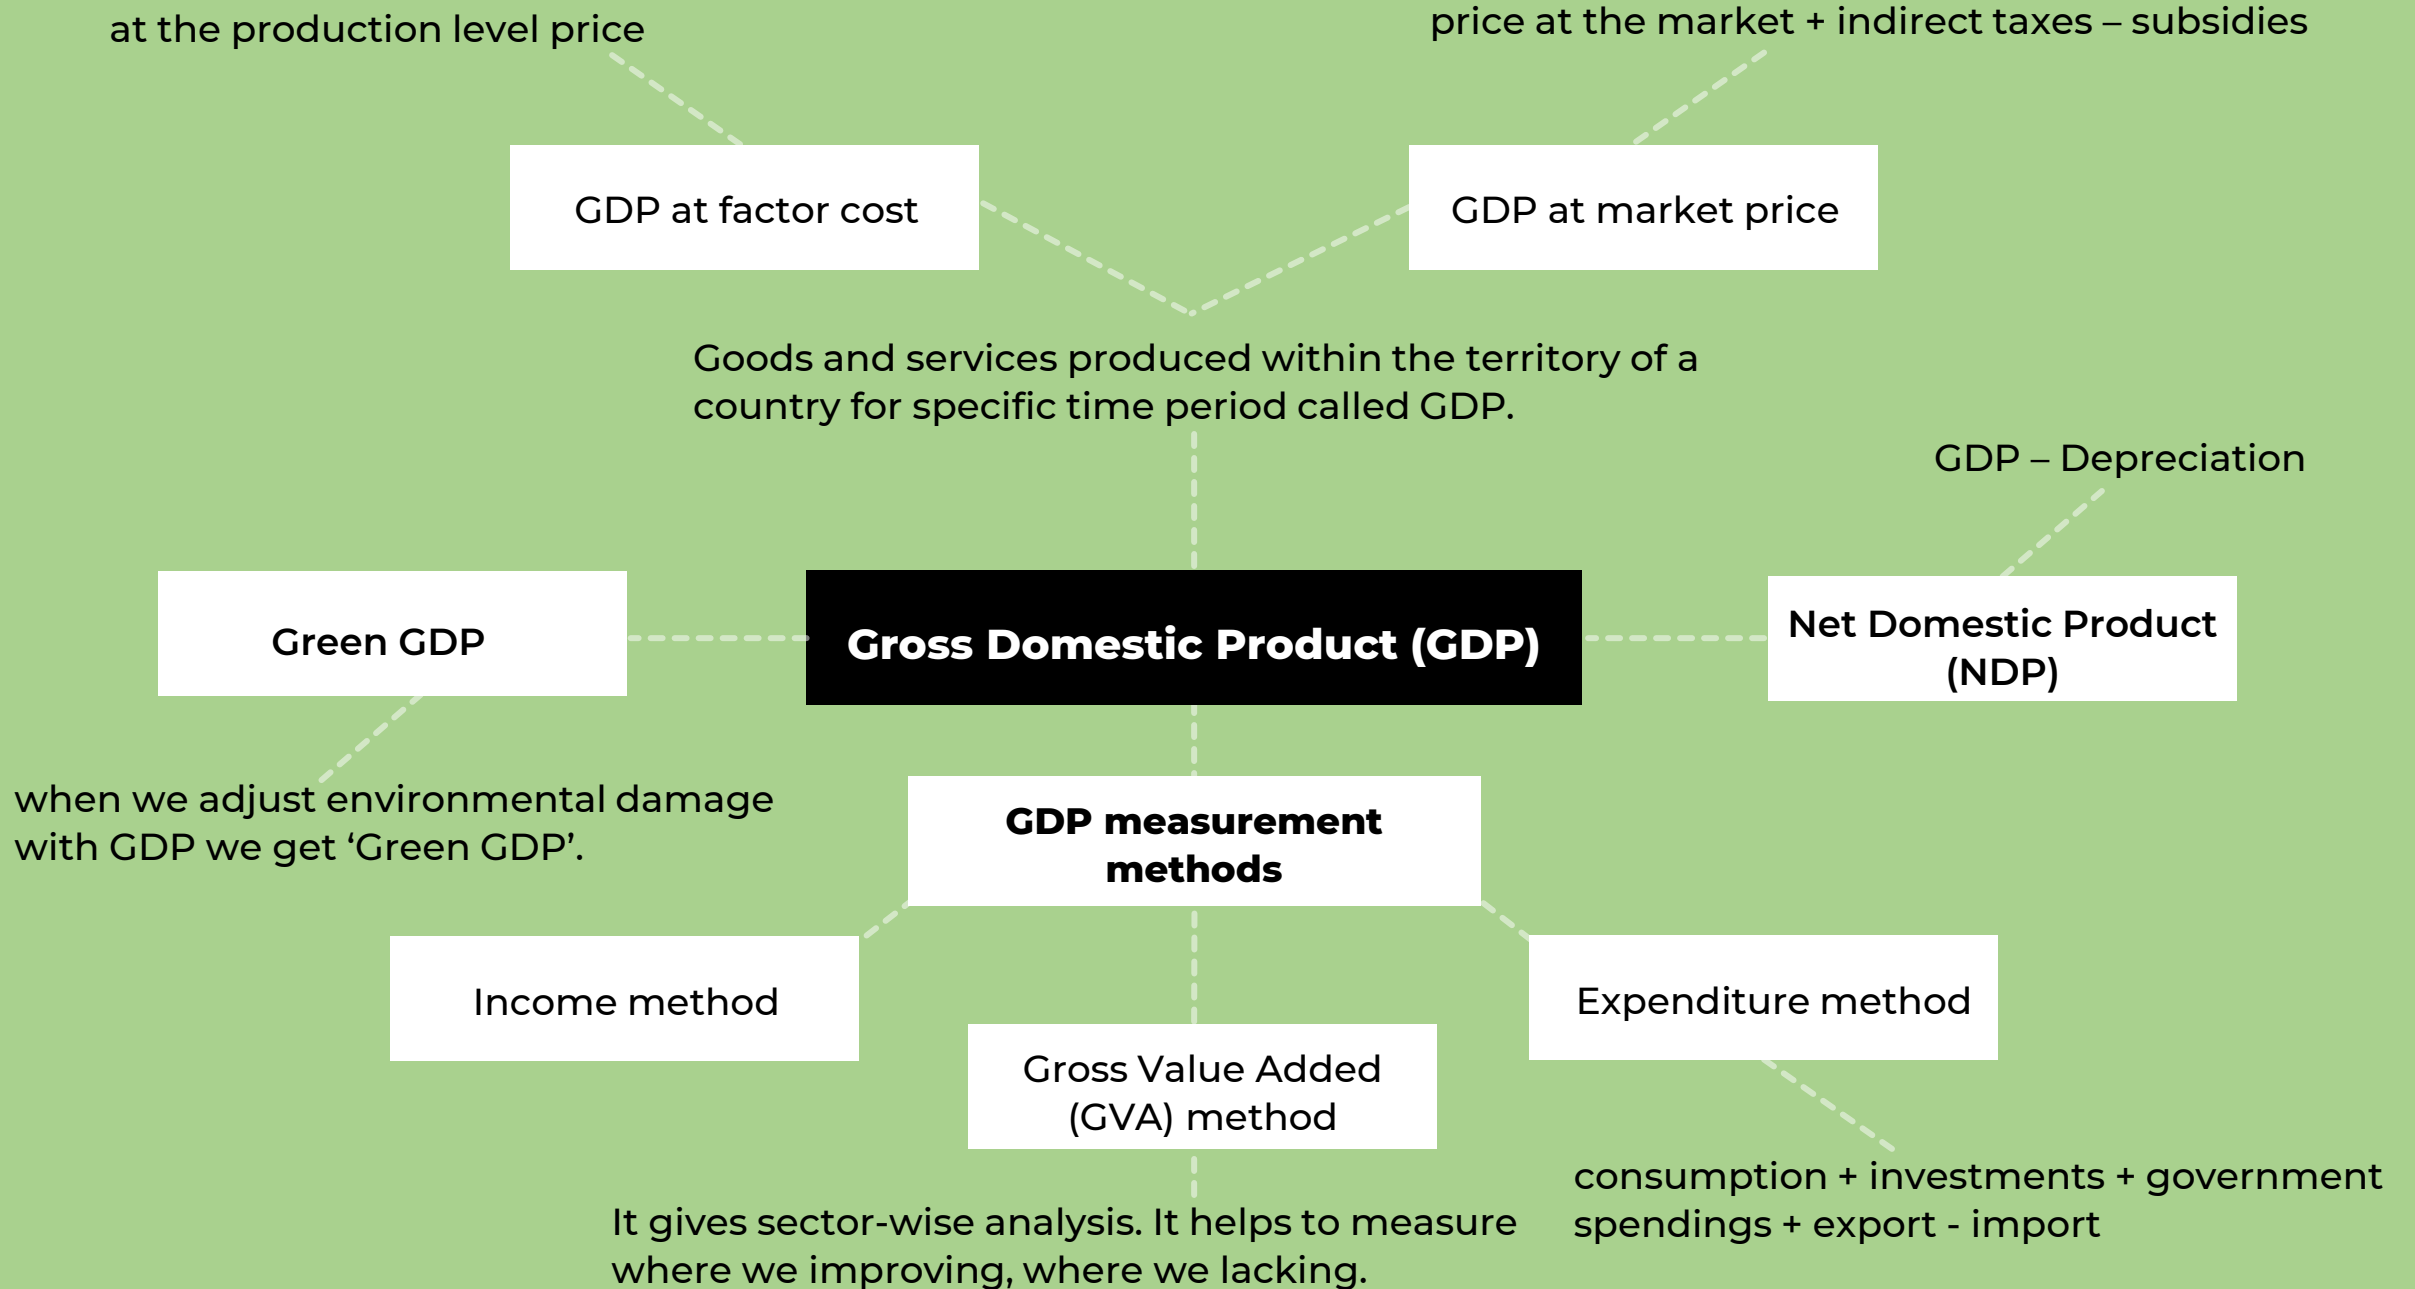 at the production level price
price at the market + indirect taxes – subsidies
GDP at factor cost
GDP at market price
Goods and services produced within the territory of a
country for specific time period called GDP.
GDP – Depreciation
Green GDP
Gross Domestic Product (GDP)
Net Domestic Product
(NDP)
when we adjust environmental damage
with GDP we get ‘Green GDP’.
GDP measurement
methods
Income method
Expenditure method
Gross Value Added
(GVA) method
consumption + investments + government
spendings + export - import
It gives sector-wise analysis. It helps to measure
where we improving, where we lacking.